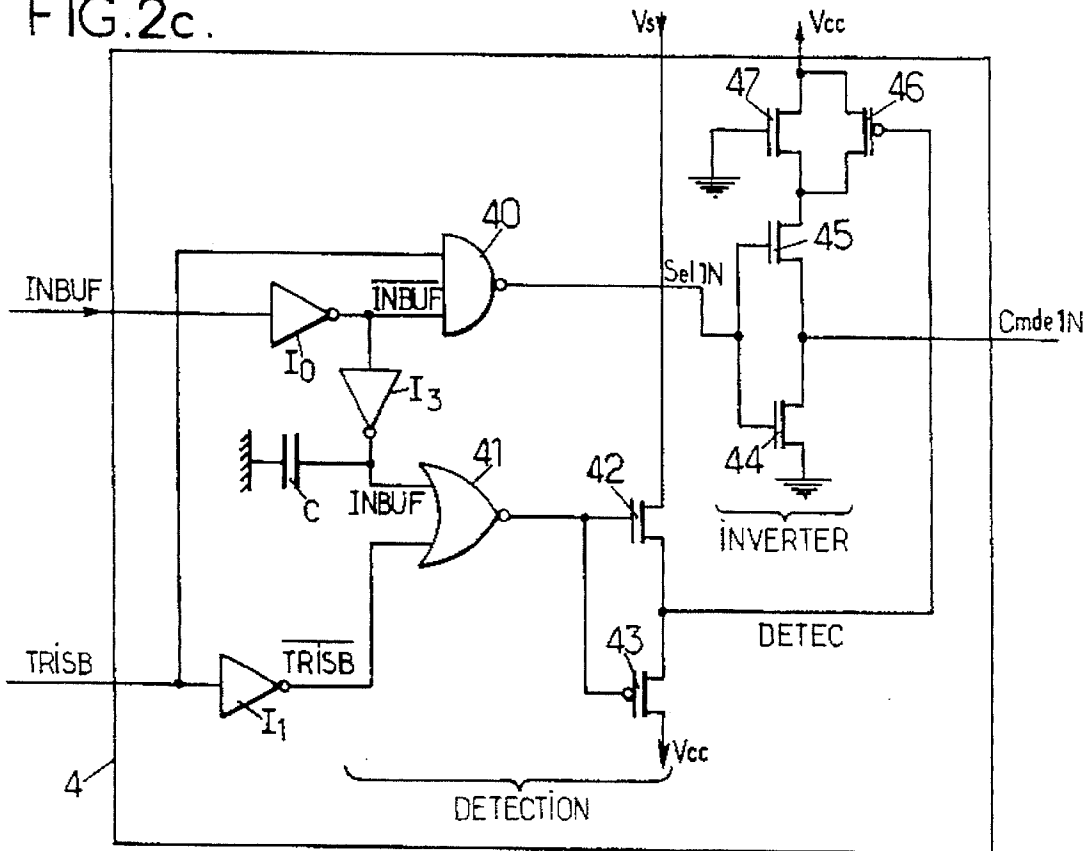 FIG.2c.
Vs
Vcc
47
46
40
45
INBUF
INBUF
Sel1N
Cmde1N
I0
I3
44
41
42
C
INBUF
INVERTER
DETEC
43
TRiSB
TRiSB
I1
Vcc
4
DETECTiON